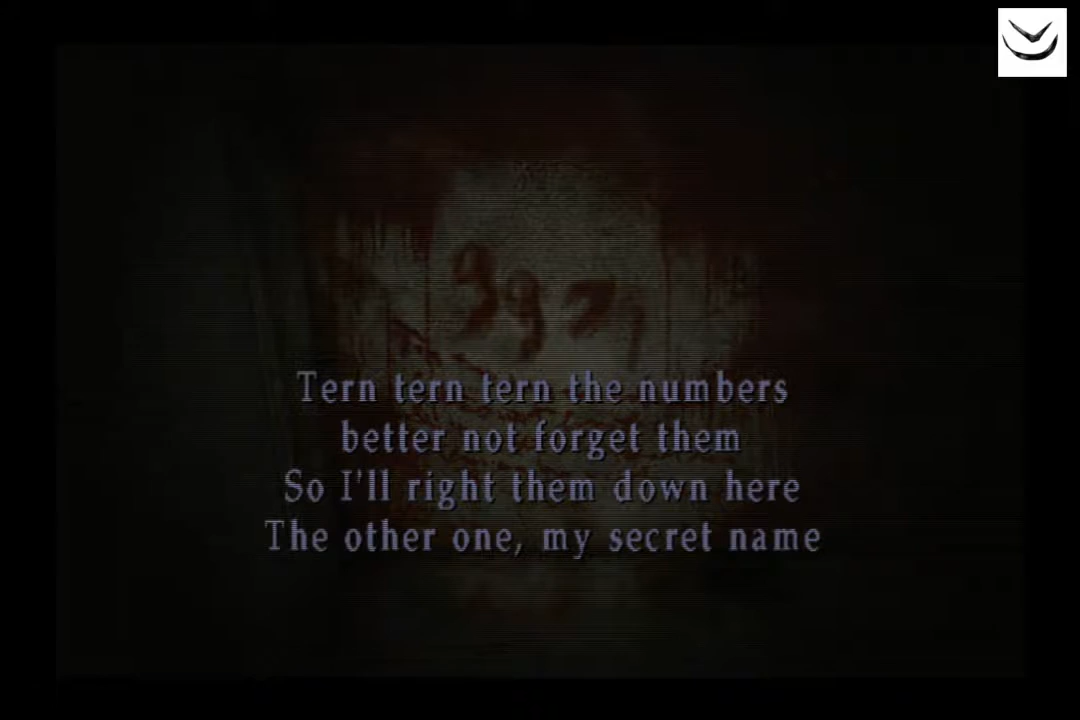 Tern tern tern the numbers
better not forget them
So I'll right them down here
The other one, my secret name